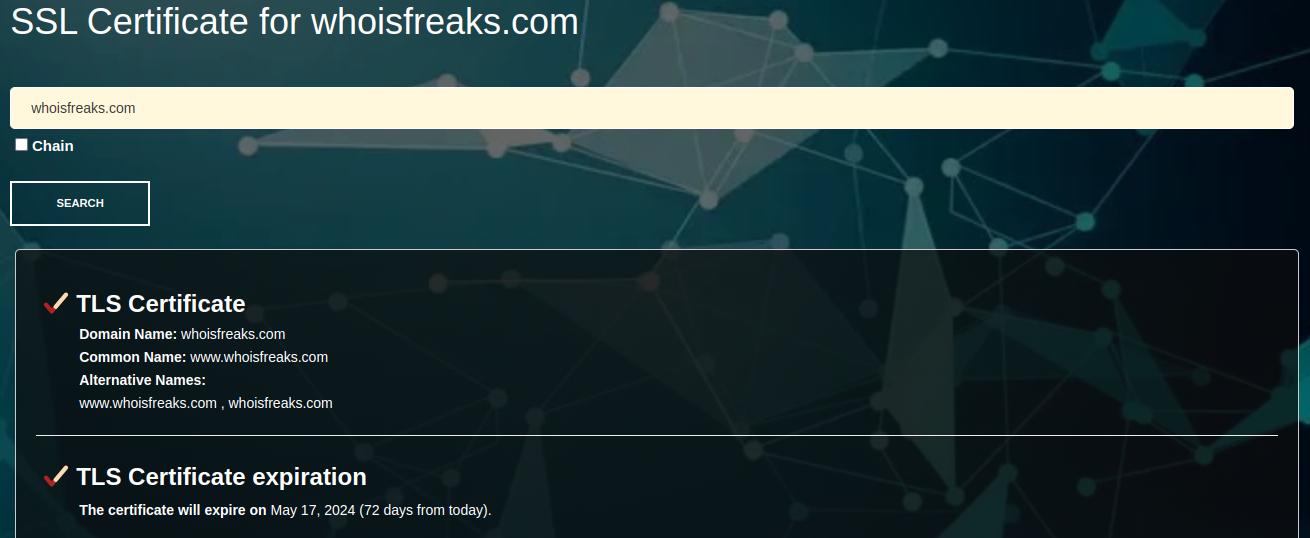 SSL Certificate for whoisfreaks.com
whoisfreaks.com
Chain
SEARCH
TLS Certificate
Domain Name: whoisfreaks.com
Common Name: www.whoisfreaks.com
Alternative Names:
www.whoisfreaks.com , whoisfreaks.com
TLS Certificate expiration
The certificate will expire on May 17, 2024 (72 days from today).